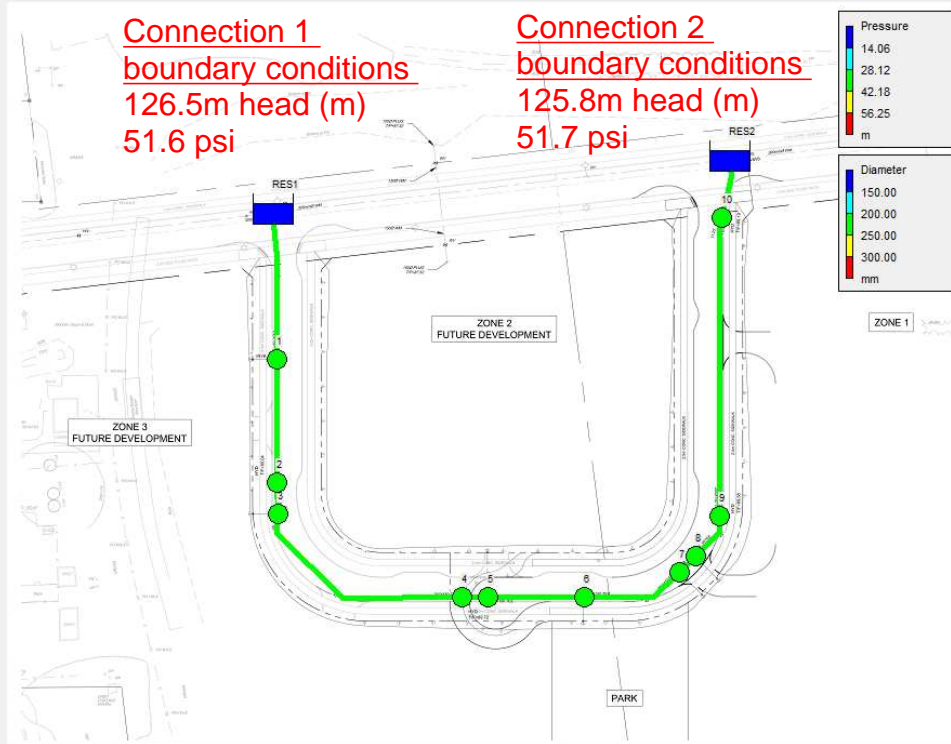 Connection 1
boundary conditions
126.5m head (m)
51.6 psi
Connection 2
boundary conditions
125.8m head (m)
51.7 psi
Pressure
14.06
28.12
42.18
56.25
m
Diameter
150.00
200.00
250.00
300.00
mm
RES1
RES2
10
1
ZONE 2
FUTURE DEVELOPMENT
ZONE 1
ZONE 3
FUTURE DEVELOPMENT
2
3
9
8
7
4
5
6
PARK